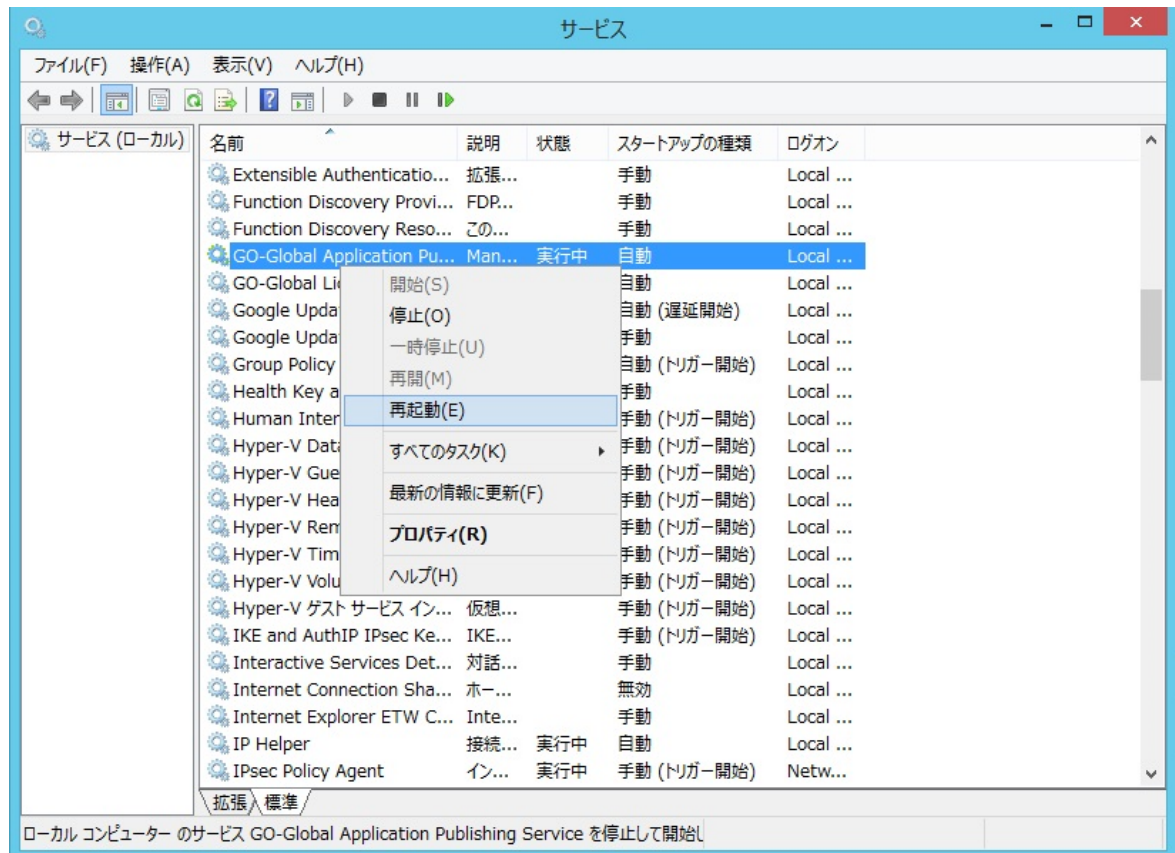 サービス
ファイル(F) 操作(A) 表示(V) ヘルプ(H)
サービス (ローカル)
名前 説明 状態 スタートアップの種類 ログオン
Extensible Authenticatio... 拡張... 手動 Local ...
Function Discovery Provi... FDP... 手動 Local ...
Function Discovery Reso... この... 手動 Local ...
GO-Global Application Pu... Man... 実行中 自動 Local ...
GO-Global Li 自動 Local ...
Google Upda 自動 (遅延開始) Local ...
Google Upda 手動 Local ...
Group Policy 自動 (トリガー開始) Local ...
Health Key a 手動 Local ...
Human Inter 手動 (トリガー開始) Local ...
Hyper-V Data 手動 (トリガー開始) Local ...
Hyper-V Gue 手動 (トリガー開始) Local ...
Hyper-V Hea 手動 (トリガー開始) Local ...
Hyper-V Rem 手動 (トリガー開始) Local ...
Hyper-V Tim 手動 (トリガー開始) Local ...
Hyper-V Volu 手動 (トリガー開始) Local ...
Hyper-V ゲスト サービス イン... 仮想... 手動 (トリガー開始) Local ...
IKE and AuthIP IPsec Ke... IKE... 手動 (トリガー開始) Local ...
Interactive Services Det... 対話... 手動 Local ...
Internet Connection Sha... ホー... 無効 Local ...
Internet Explorer ETW C... Inte... 手動 Local ...
IP Helper 接続... 実行中 自動 Local ...
IPsec Policy Agent イン... 実行中 手動 (トリガー開始) Netw...
開始(S)
停止(O)
一時停止(U)
再開(M)
再起動(E)
すべてのタスク(K)
最新の情報に更新(F)
プロパティ(R)
ヘルプ(H)
拡張 標準
ローカル コンピューター のサービス GO-Global Application Publishing Service を停止して開始し